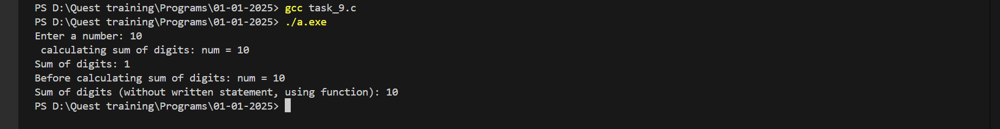 PS D:\Quest training\Programs\01-01-2025> gcc task_9.c
PS D:\Quest training\Programs\01-01-2025> ./a.exe
Enter a number: 10
 calculating sum of digits: num = 10
Sum of digits: 1
Before calculating sum of digits: num = 10
Sum of digits (without written statement, using function): 10
PS D:\Quest training\Programs\01-01-2025>